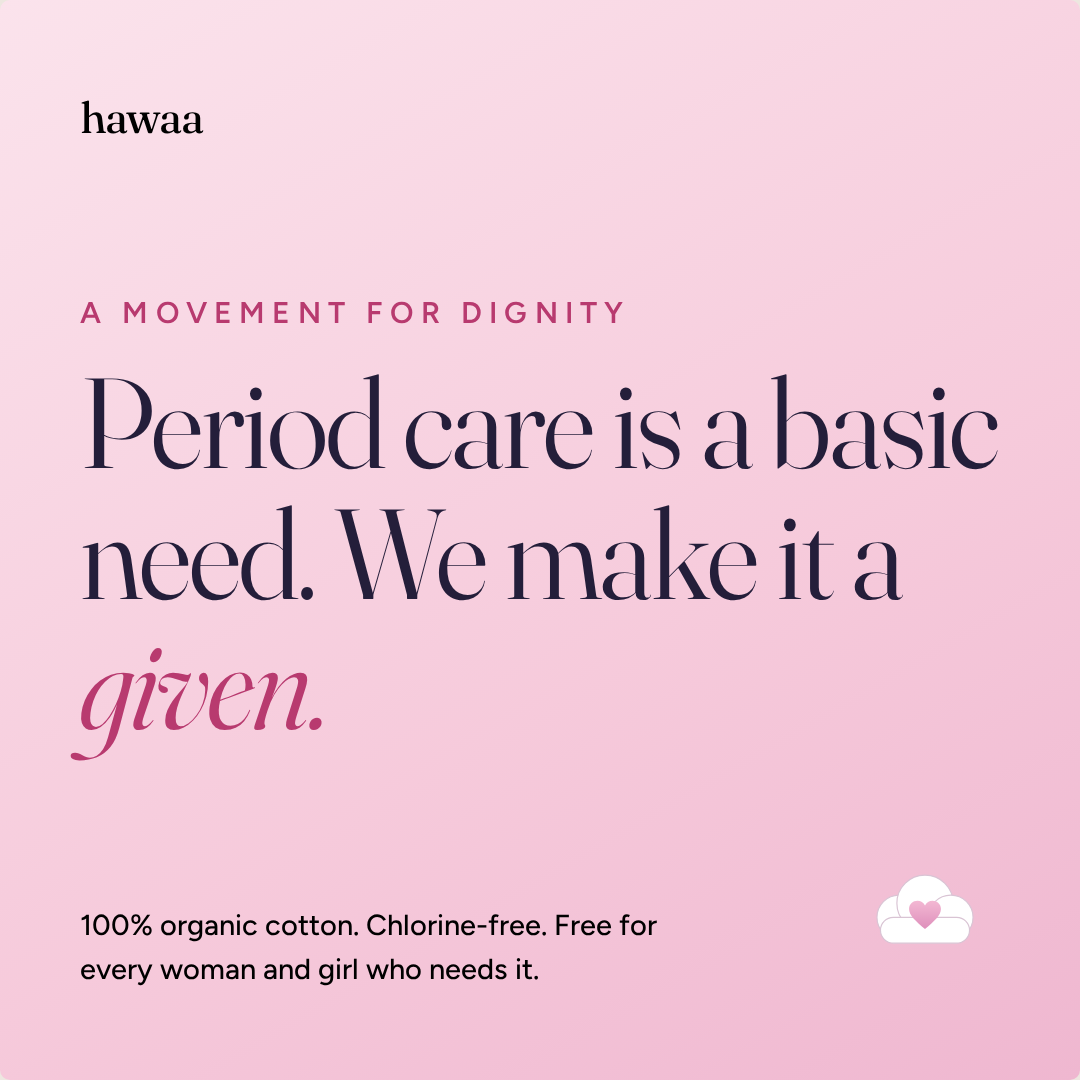 hawaa
A MOVEMENT FOR DIGNITY
Period care is a basic
need. We make it a
given.
100% organic cotton. Chlorine-free. Free for
every woman and girl who needs it.